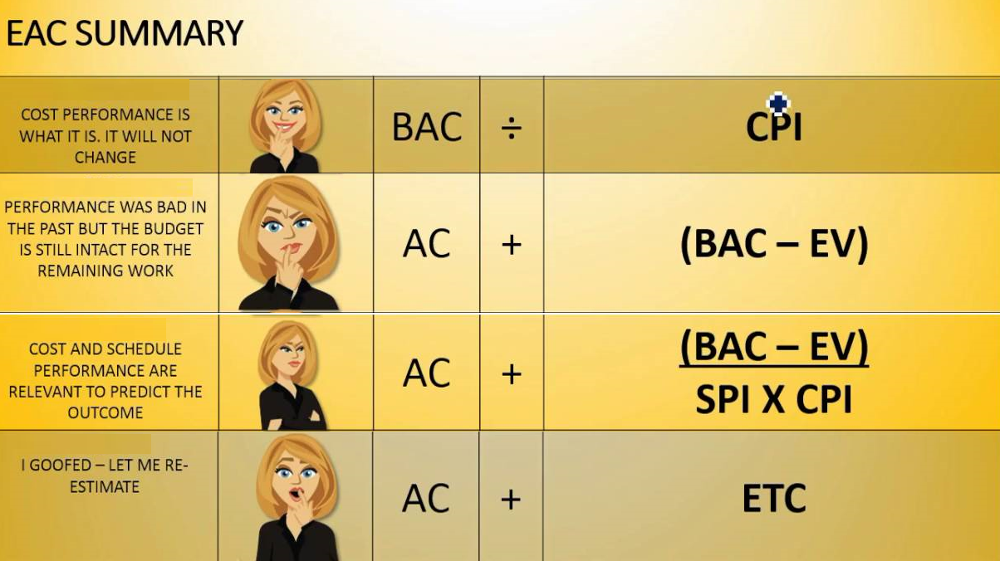 EAC SUMMARY
COST PERFORMANCE IS
WHAT IT IS. IT WILL NOT
CHANGE
BAC ÷ CPI
PERFORMANCE WAS BAD IN
THE PAST BUT THE BUDGET
IS STILL INTACT FOR THE
REMAINING WORK
AC + (BAC – EV)
COST AND SCHEDULE
PERFORMANCE ARE
RELEVANT TO PREDICT THE
OUTCOME
AC + (BAC – EV)
SPI X CPI
I GOOFED – LET ME RE-
ESTIMATE
AC + ETC